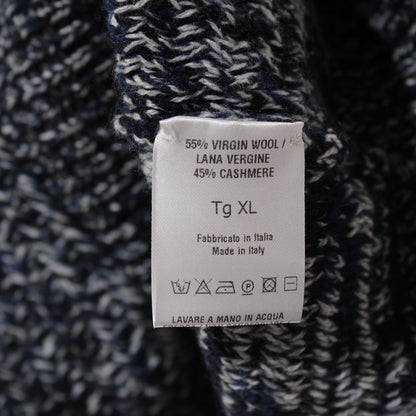 55% VIRGIN WOOL /
LANA VERGINE
45% CASHMERE
Tg XL
Fabbricato in Italia
Made in Italy
P
LAVARE A MANO IN ACQUA